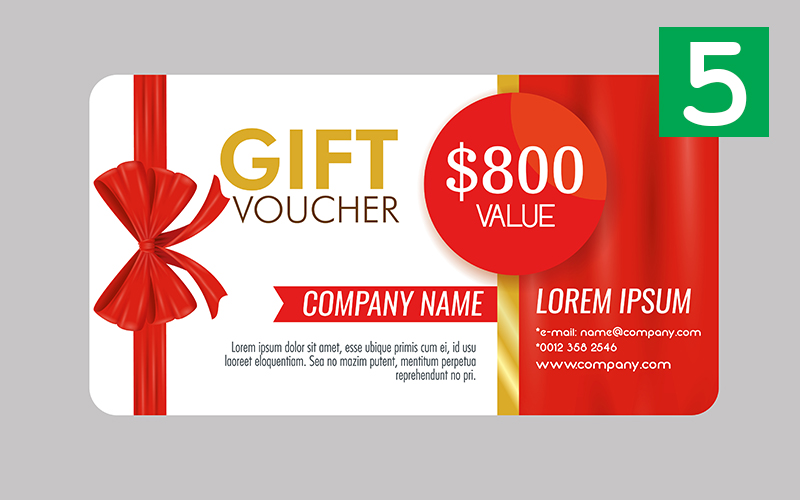 5
GIFT
VOUCHER
$800
VALUE
COMPANY NAME
Lorem ipsum dolor sit amet, esse ubique primis cum ei, id usu
laoreet eloquentiam. Sea no mazim putent, mentitum perpetua
reprehendunt no pri.
LOREM IPSUM
*e-mail: name@company.com
*0012 358 2546
www.company.com